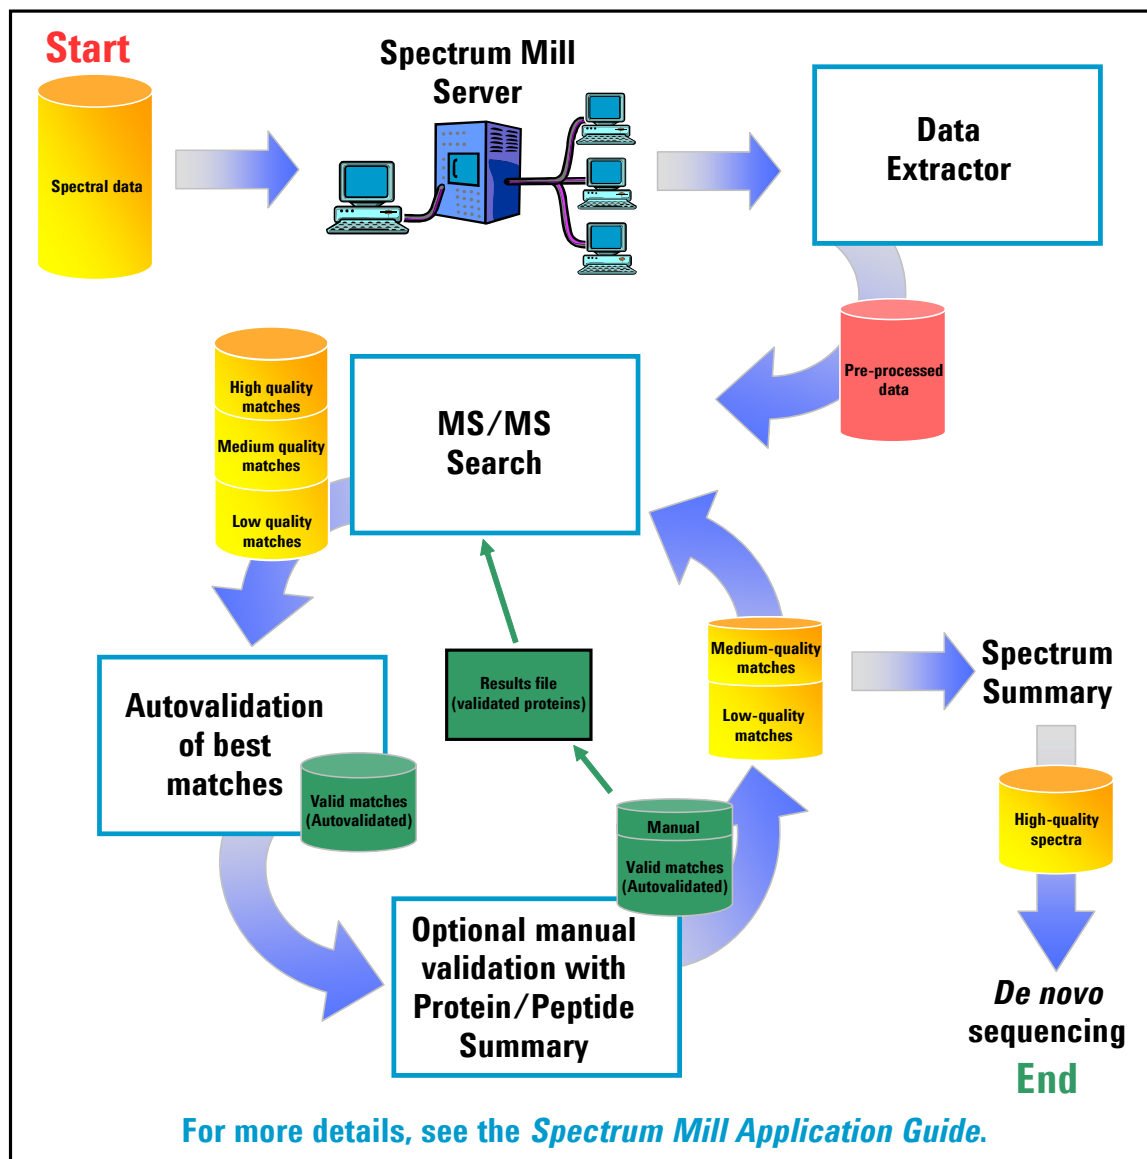 Start
Spectral data
Spectrum Mill
Server
Data
Extractor
Pre-processed
data
MS/MS
Search
High quality
matches
Medium quality
matches
Low quality
matches
Autovalidation
of best
matches
Valid matches
(Autovalidated)
Results file
(validated proteins)
Optional manual
validation with
Protein/Peptide
Summary
Manual
Valid matches
(Autovalidated)
Medium-quality
matches
Low-quality
matches
Spectrum
Summary
High-quality
spectra
De novo
sequencing
End
For more details, see the Spectrum Mill Application Guide.